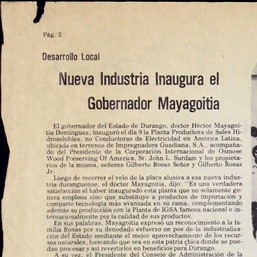 Pág. 2
Desarrollo Local
Nueva Industria Inaugura el
Gobernador Mayagoitia
El gobernador del Estado de Durango, doctor Héctor Mayagoi-
tia Domínguez, inauguró el día 9 la Planta Productora de Sales Hi-
drosolubles, no Conductoras de Electricidad en América Latina,
ubicada en terrenos de Impregnadora Guadiana, S.A., acompaña-
do del Presidente de la Corporación Internacional de Osmose
Wood Preserving Of America, Sr. John L. Surdam y los propieta-
rios de la misma, señores Gilberto Rosas Señer y Gilberto Rosas
Jr.
Luego de recorrer el velo de la placa alusiva a esa nueva indus-
tria duranguense, el doctor Mayagoitia, dijo: "Es una verdadera
satisfacción el haber inaugurado esta planta que no solamente ge-
nera empleos sino que substituye a productos de importación y
comparte tecnología más avanzada en su rama, complementando
además su producción con la Planta de IGSA famosa nacional e in-
ternacionalmente por la calidad de sus productos.
En sus palabras, Mayagoitia expresó un reconocimiento a la fa-
milia Rosas por su denodado esfuerzo en pos de la industrializa-
ción del Estado mediante el mejor aprovechamiento de los recur-
sos naturales, buscando que sea en esta patria chica donde se pue-
dan procesar y así revertirlos en beneficios para Durango.
A su vez, el Presidente del Consejo de Administración de la